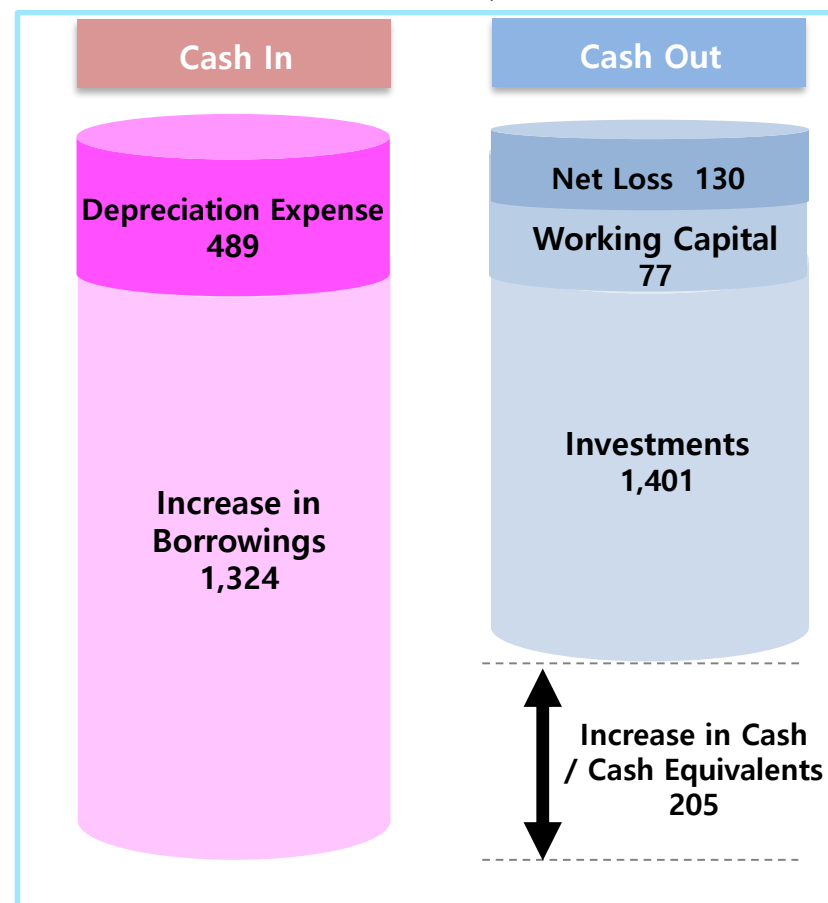 Cash In
Depreciation Expense
489
Increase in
Borrowings
1,324
Cash Out
Net Loss 130
Working Capital
77
Investments
1,401
Increase in Cash
/ Cash Equivalents
205